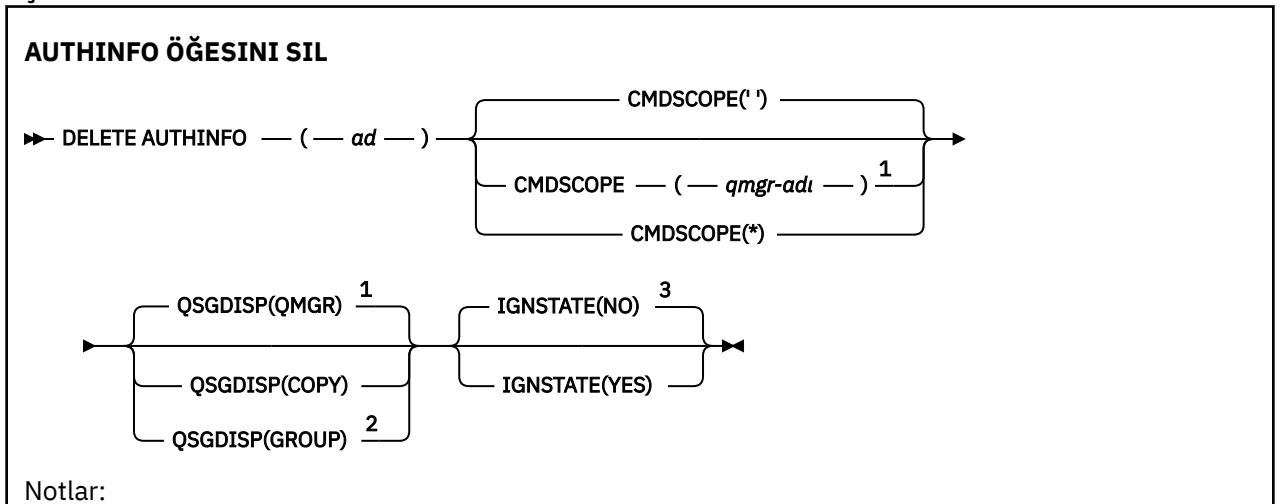 AUTHINFO ÖĞESINI SIL
CMDSCOPE(' ')
DELETE AUTHINFO ( ad )
CMDSCOPE ( qmgr-adı ) 1
CMDSCOPE(*)
QSGDISP(QMGR) 1 IGNSTATE(NO) 3
QSGDISP(COPY) IGNSTATE(YES)
QSGDISP(GROUP) 2
Notlar: